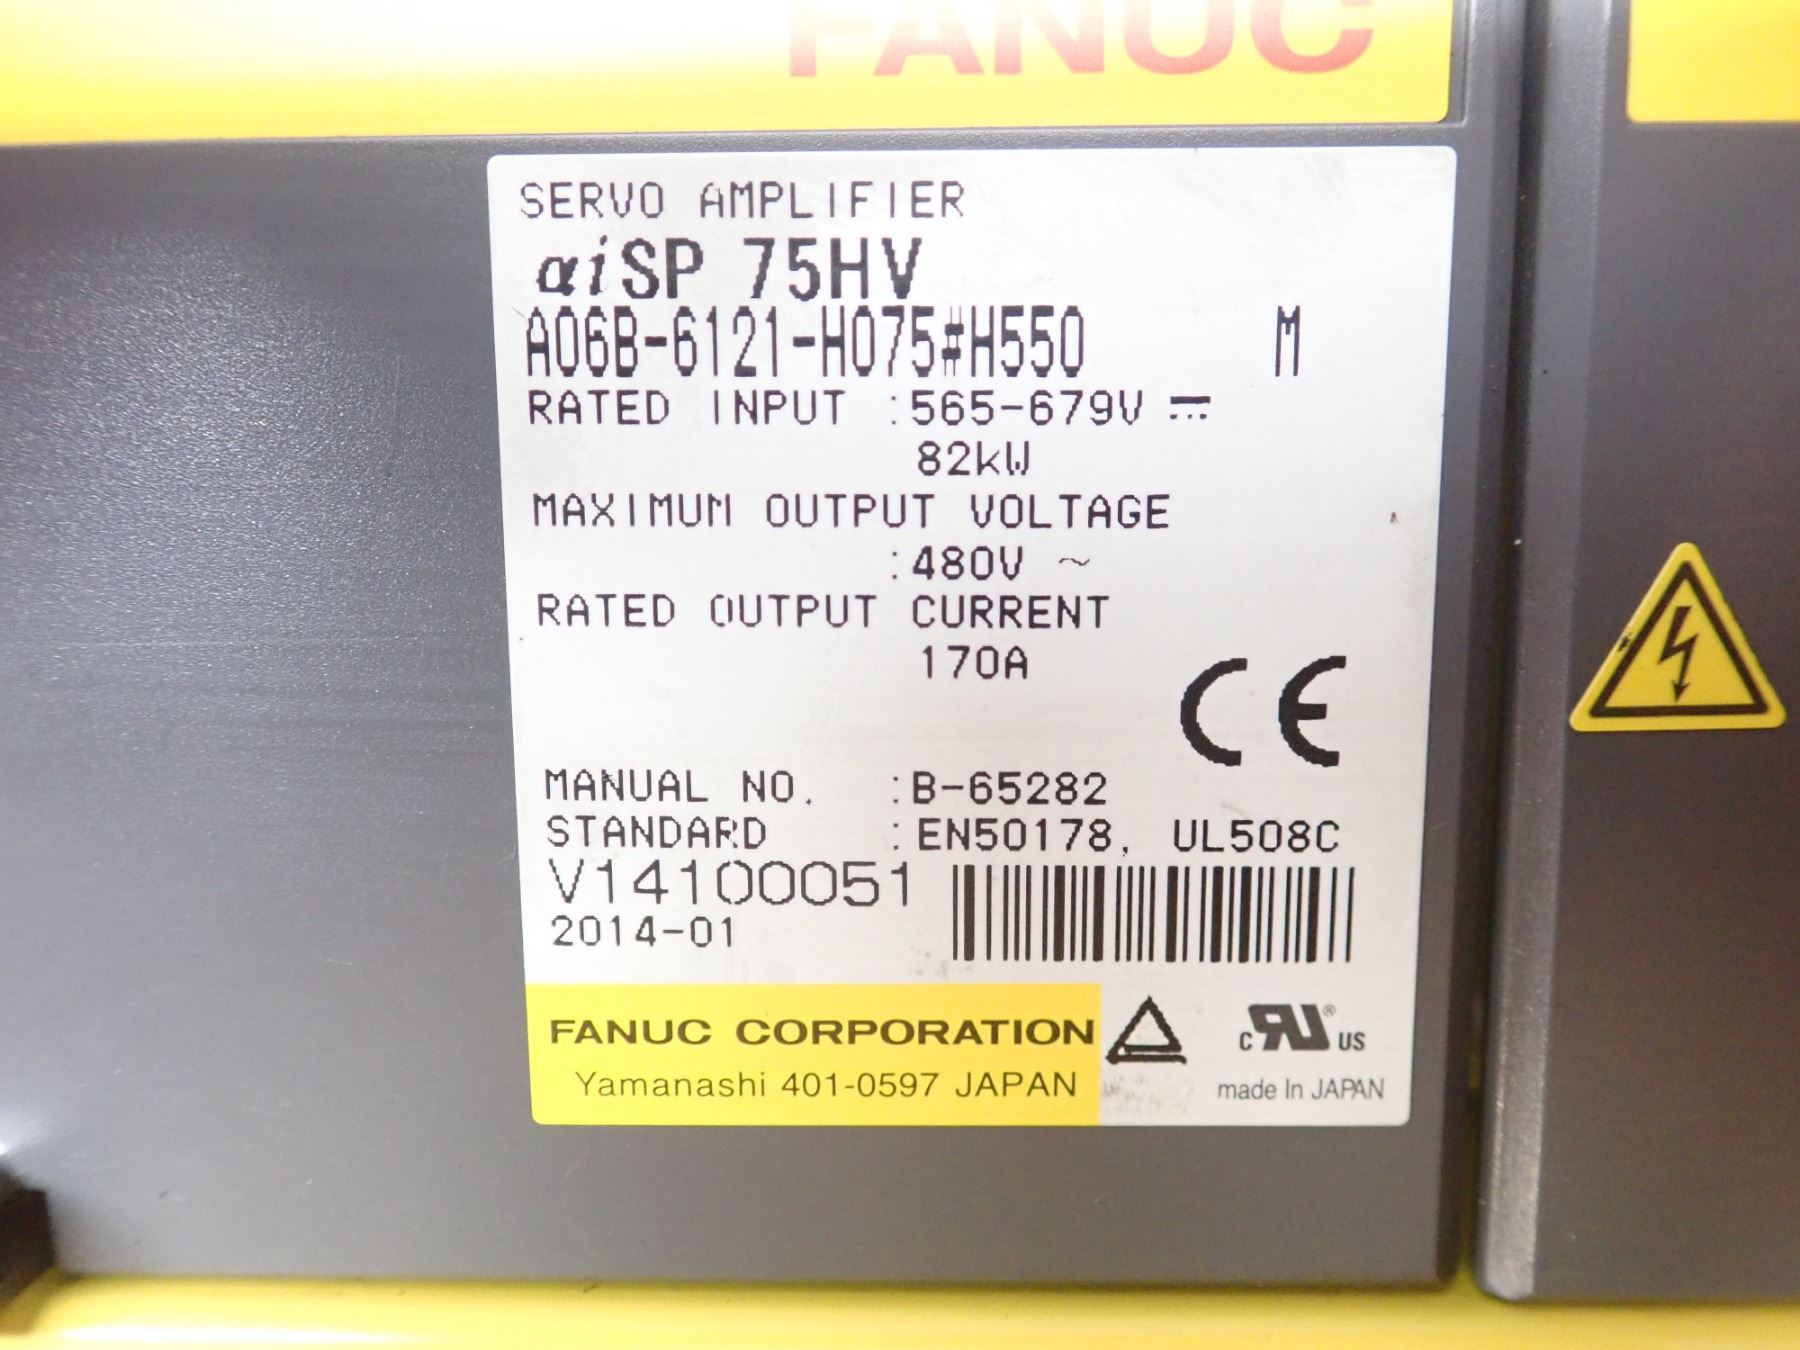 FANUC
SERVO AMPLIFIER
αiSP 75HV
A06B-6121-H075#H550 M
RATED INPUT :565-679V ⎓
82kW
MAXIMUM OUTPUT VOLTAGE
:480V ~
RATED OUTPUT CURRENT
170A
CE
MANUAL NO. :B-65282
STANDARD :EN50178, UL508C
V14100051
2014-01
FANUC CORPORATION
Yamanashi 401-0597 JAPAN
c RU ® US
made In JAPAN